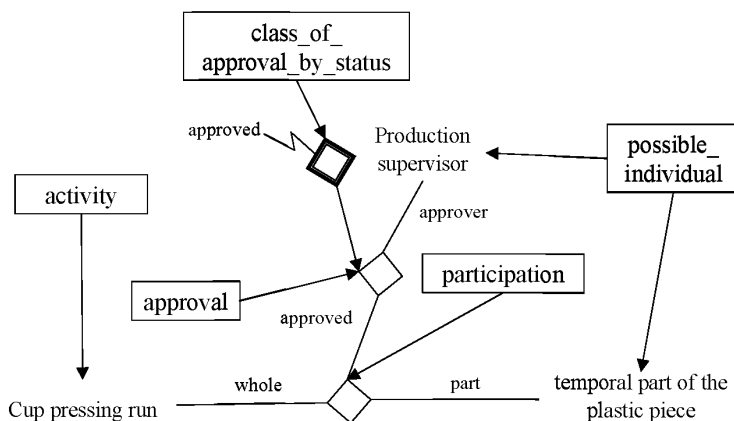 class_of_
approval_by_status
approved
Production
supervisor
possible_
individual
activity
approver
participation
approval
approved
whole
part
temporal part of the
plastic piece
Cup pressing run